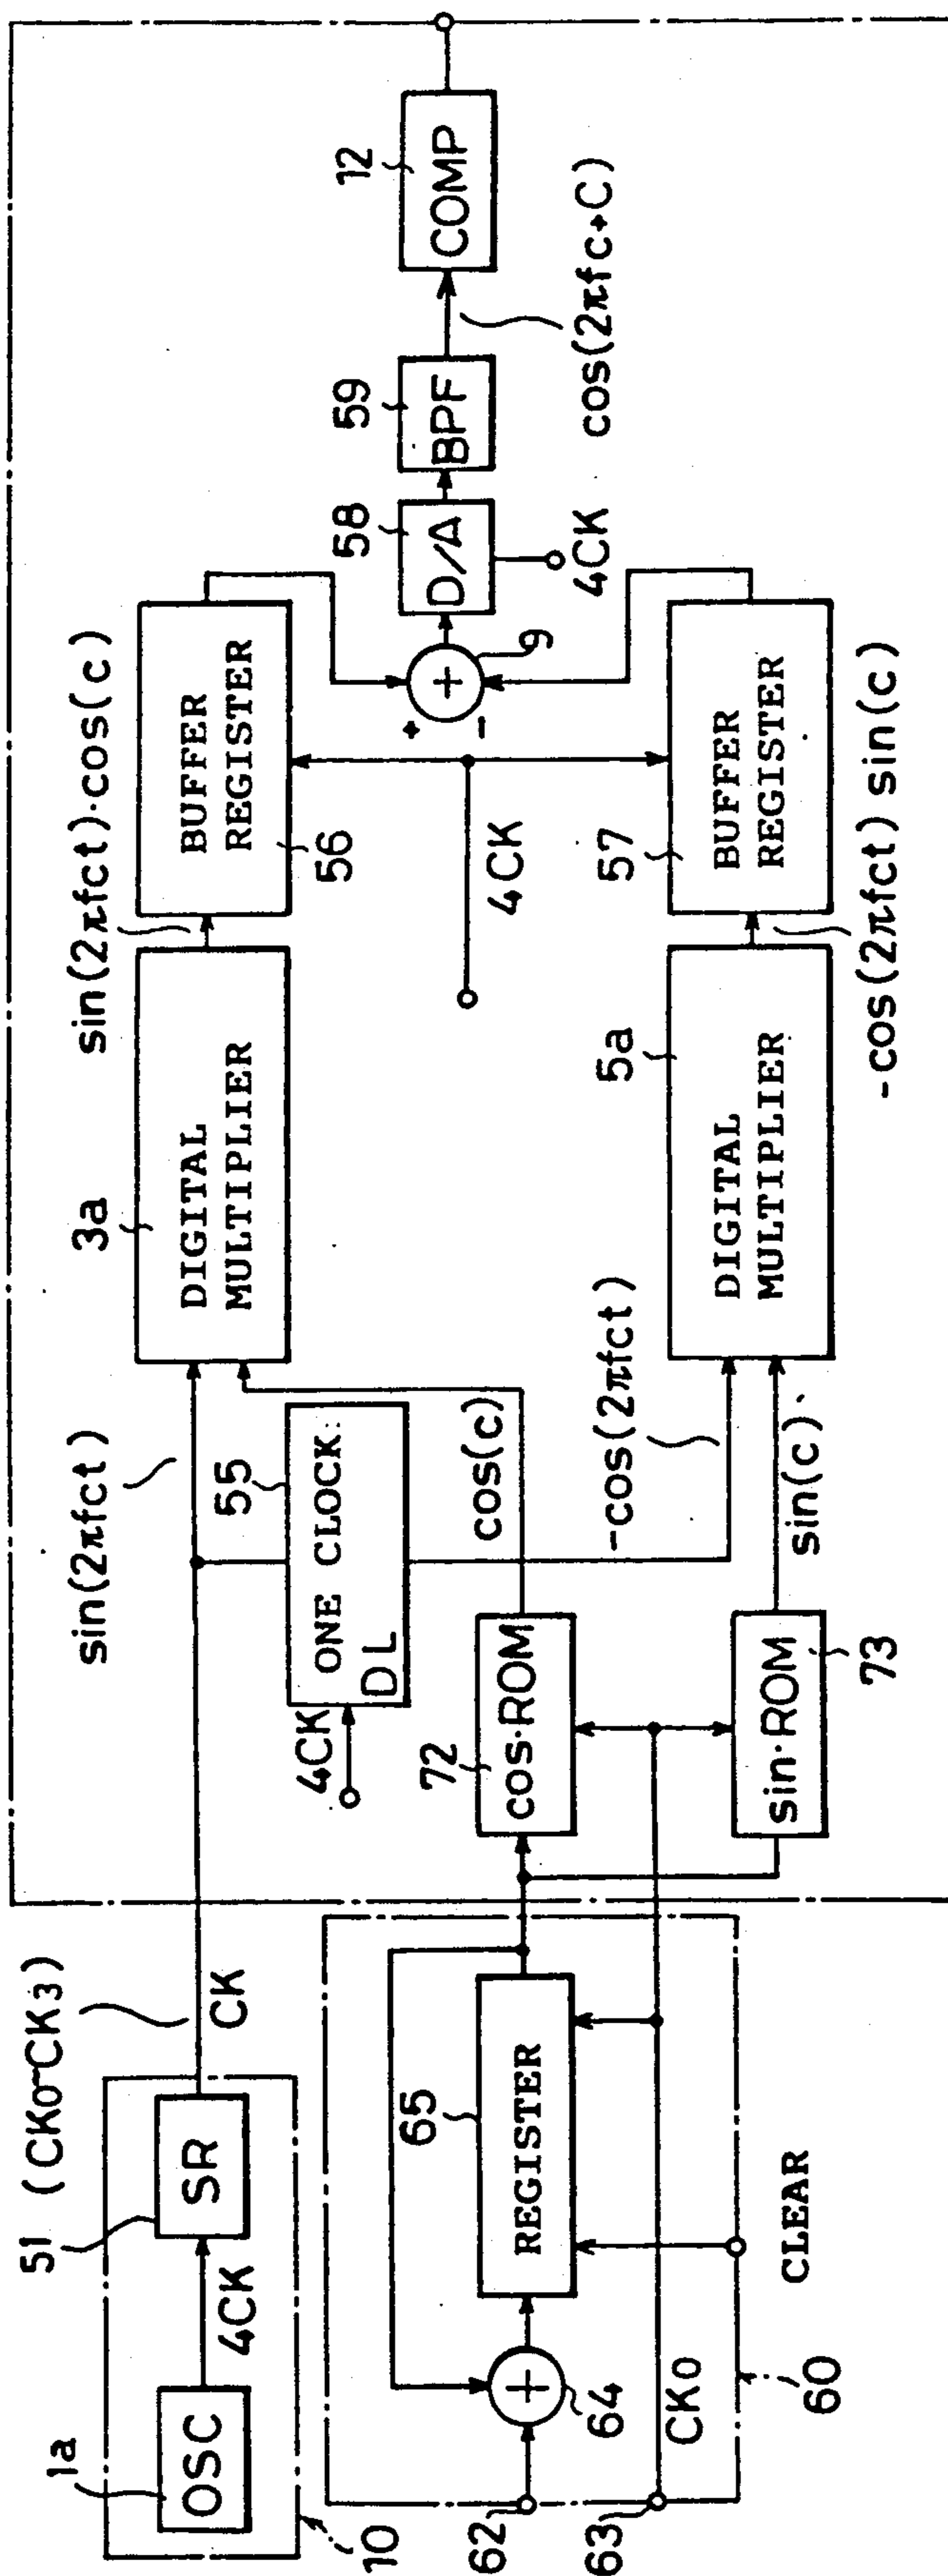 1a
OSC
4CK
51
SR
(CK0~CK3)
CK
10
sin(2πfct)
55
ONE CLOCK:
DL
4CK
3a
DIGITAL
MULTIPLIER
sin(2πfct)·cos(c)
BUFFER
REGISTER
56
62
63
64
65
REGISTER
CK0
CLEAR
60
72
cos·ROM
cos(c)
sin·ROM
73
sin(c)
-cos(2πfct)
5a
DIGITAL
MULTIPLIER
-cos(2πfct) sin(c)
57
BUFFER
REGISTER
4CK
+
-
+
9
58
D/A
4CK
59
BPF
cos(2πfc+C)
12
COMP